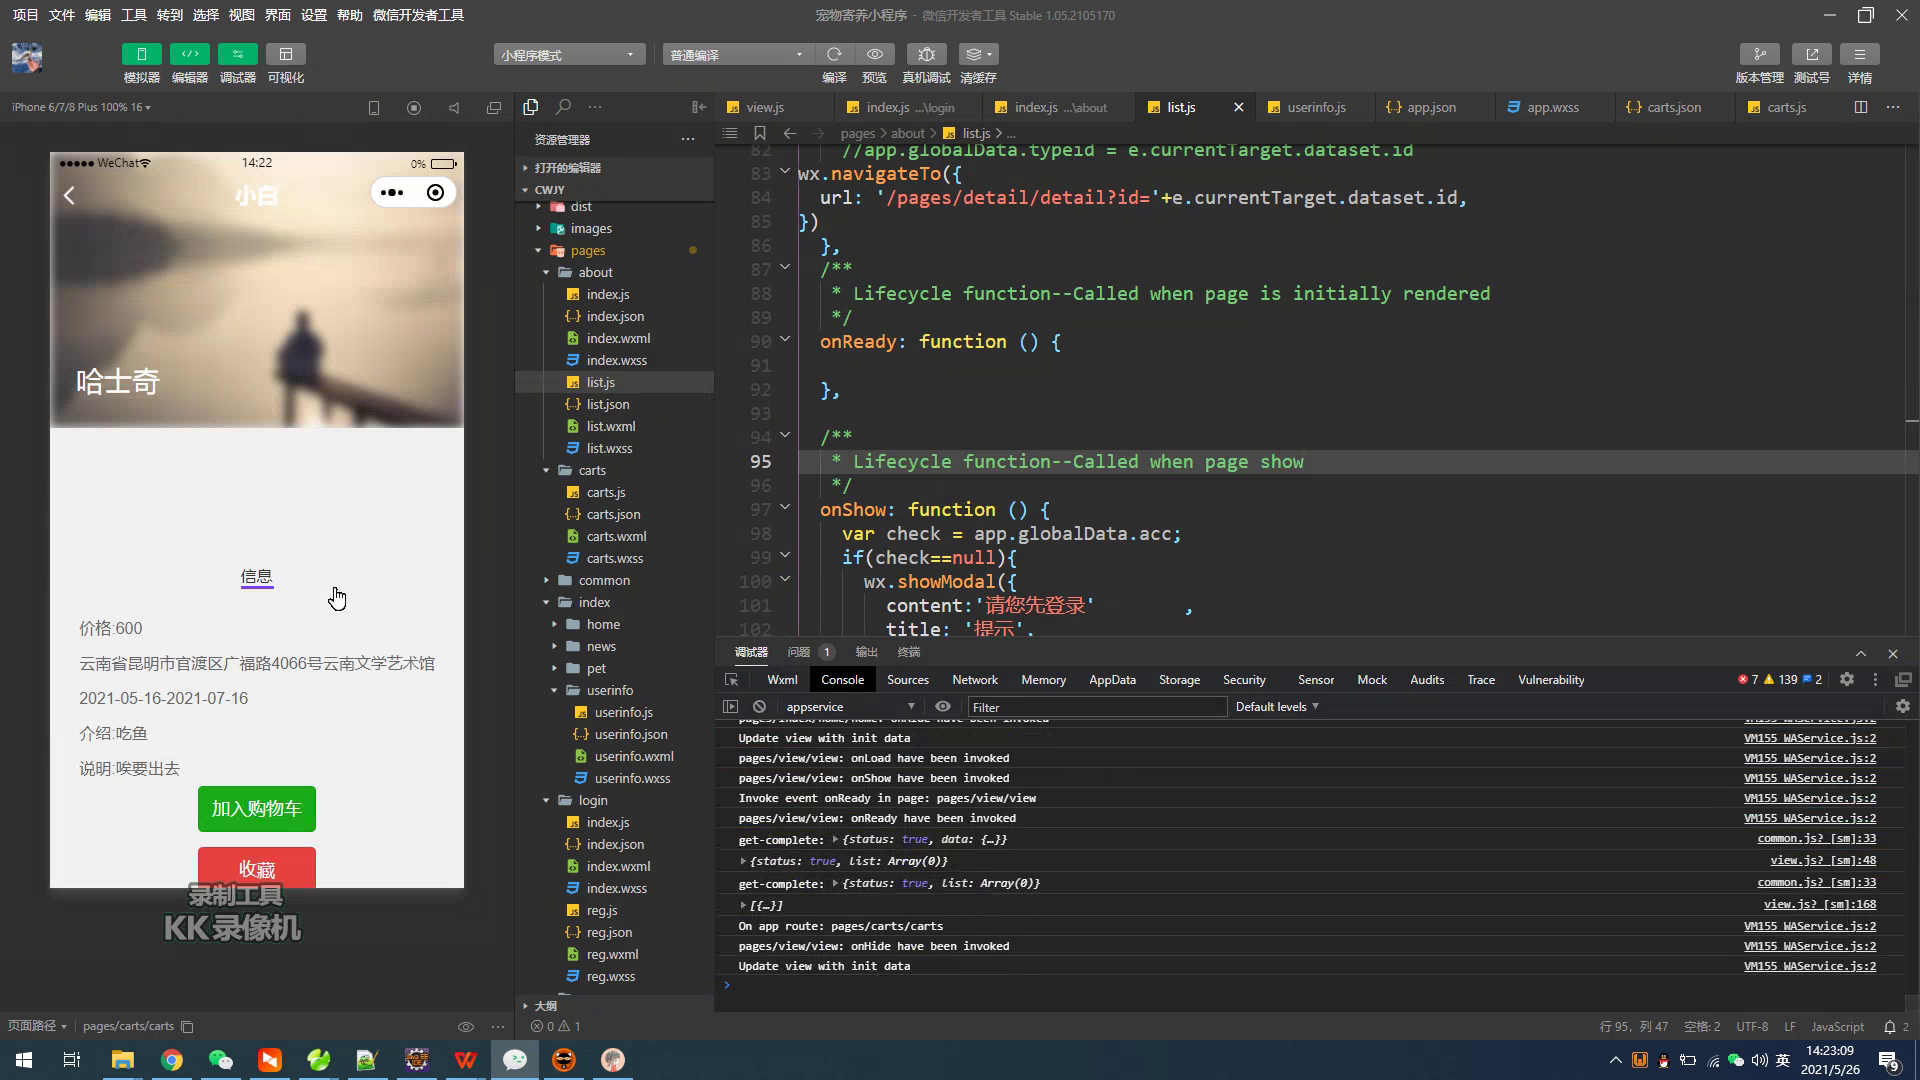 项目 文件 编辑 工具 转到 选择 视图 界面 设置 帮助 微信开发者工具
宠物寄养小程序 - 微信开发者工具 Stable 1.05.2105170
模拟器 编辑器 调试器 可视化
小程序模式
普通编译
编译 预览 真机调试 清缓存
版本管理 测试号 详情
iPhone 6/7/8 Plus 100% 16
WeChat
14:22
0%
小白
哈士奇
信息
价格:600
云南省昆明市官渡区广福路4066号云南文学艺术馆
2021-05-16-2021-07-16
介绍:吃鱼
说明:唉要出去
加入购物车
收藏
录制工具
KK录像机
页面路径 pages/carts/carts
资源管理器
打开的编辑器
CWJY
dist
images
pages
about
index.js
index.json
index.wxml
index.wxss
list.js
list.json
list.wxml
list.wxss
carts
carts.js
carts.json
carts.wxml
carts.wxss
common
index
home
news
pet
userinfo
userinfo.js
userinfo.json
userinfo.wxml
userinfo.wxss
login
index.js
index.json
index.wxml
index.wxss
reg.js
reg.json
reg.wxml
reg.wxss
大纲
0 1
view.js
index.js ...\login
index.js ...\about
list.js
userinfo.js
app.json
app.wxss
carts.json
carts.js
pages > about > list.js > ...
82 //app.globalData.typeid = e.currentTarget.dataset.id
83 wx.navigateTo({
84 url: '/pages/detail/detail?id='+e.currentTarget.dataset.id,
85 })
86 },
87 /**
88 * Lifecycle function--Called when page is initially rendered
89 */
90 onReady: function () {
91
92 },
93
94 /**
95 * Lifecycle function--Called when page show
96 */
97 onShow: function () {
98 var check = app.globalData.acc;
99 if(check==null){
100 wx.showModal({
101 content:'请您先登录' ,
102 title: '提示',
调试器 问题 1 输出 终端
Wxml Console Sources Network Memory AppData Storage Security Sensor Mock Audits Trace Vulnerability
7 139 2
appservice
Filter
Default levels
pages/index/home/home: onHide have been invoked VM155 WAService.js:2
Update view with init data VM155 WAService.js:2
pages/view/view: onLoad have been invoked VM155 WAService.js:2
pages/view/view: onShow have been invoked VM155 WAService.js:2
Invoke event onReady in page: pages/view/view VM155 WAService.js:2
pages/view/view: onReady have been invoked VM155 WAService.js:2
get-complete: {status: true, data: {…}} common.js? [sm]:33
{status: true, list: Array(0)} view.js? [sm]:48
get-complete: {status: true, list: Array(0)} common.js? [sm]:33
[{…}] view.js? [sm]:168
On app route: pages/carts/carts VM155 WAService.js:2
pages/view/view: onHide have been invoked VM155 WAService.js:2
Update view with init data VM155 WAService.js:2
行 95，列 47 空格: 2 UTF-8 LF JavaScript 2
英
14:23:09
2021/5/26
9